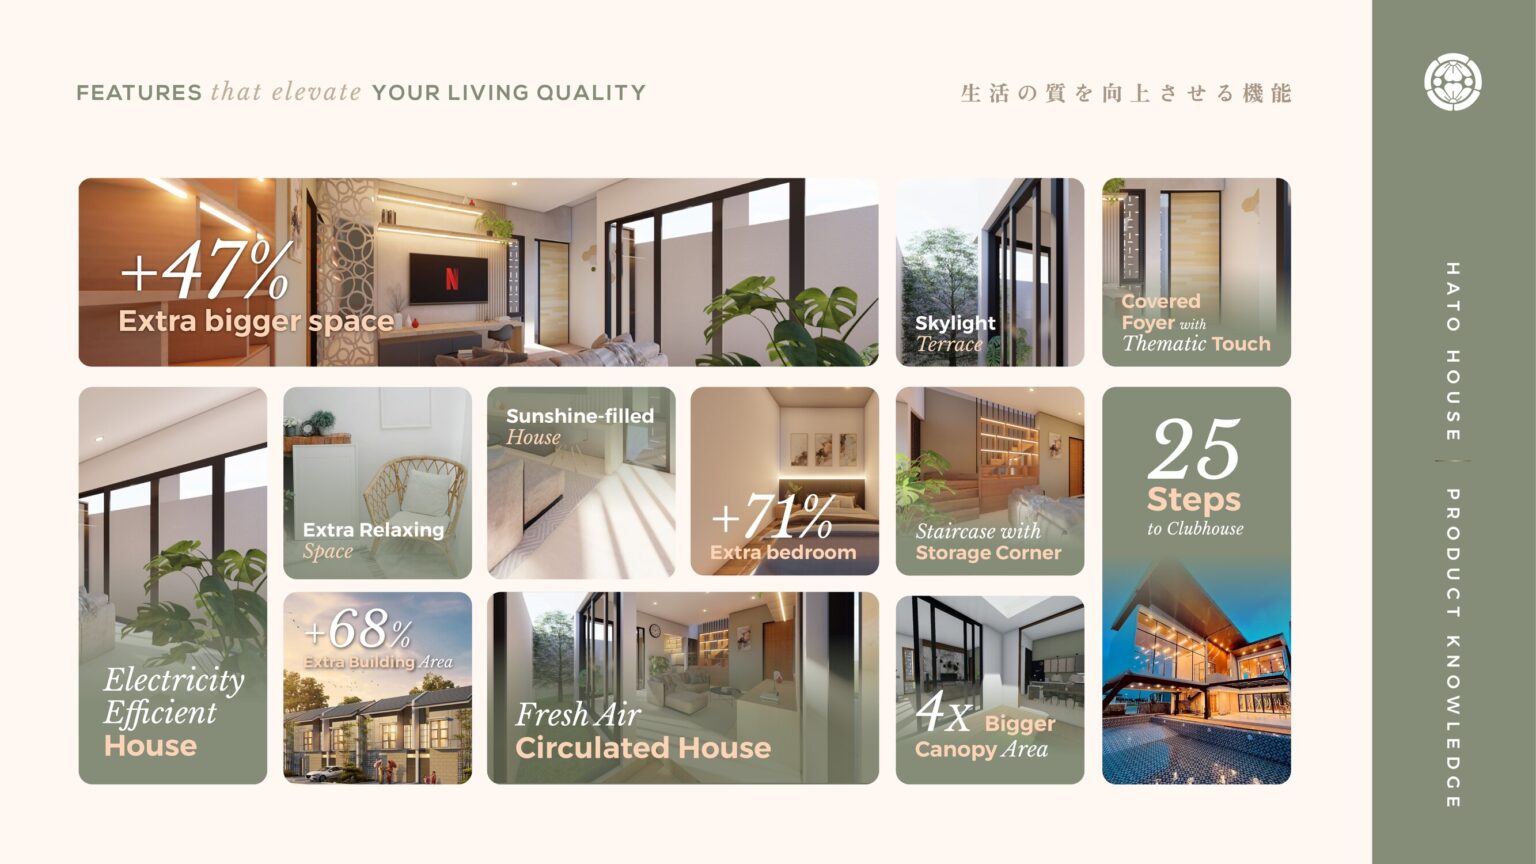 FEATURES that elevate YOUR LIVING QUALITY
生活の質を向上させる機能
+47%
Extra bigger space
N
Skylight
Terrace
Covered
Foyer with
Thematic Touch
Electricity
Efficient
House
Extra Relaxing
Space
Sunshine-filled
House
+71%
Extra bedroom
Staircase with
Storage Corner
25
Steps
to Clubhouse
+68%
Extra Building Area
Fresh Air
Circulated House
4x Bigger
Canopy Area
HATO HOUSE | PRODUCT KNOWLEDGE